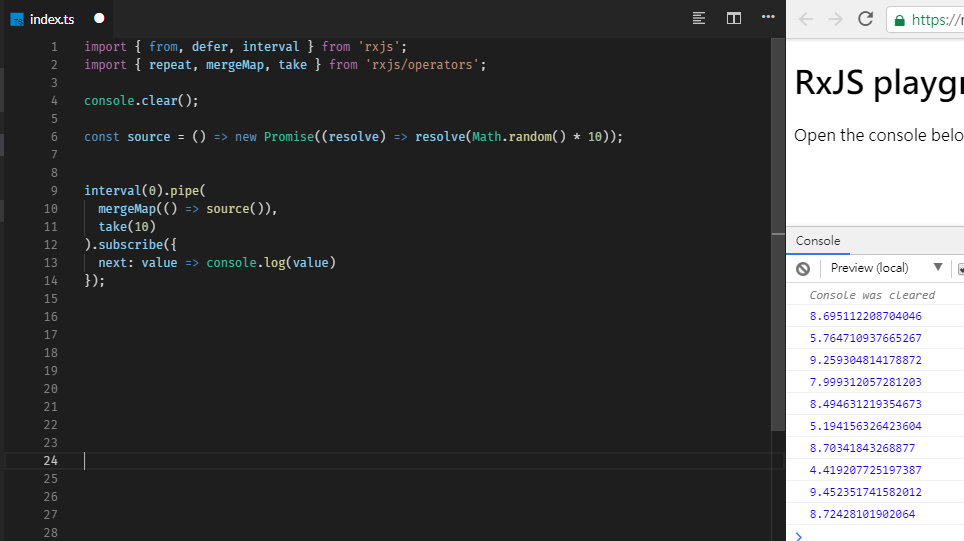 index.ts
1 import { from, defer, interval } from 'rxjs';
2 import { repeat, mergeMap, take } from 'rxjs/operators';
3
4 console.clear();
5
6 const source = () => new Promise((resolve) => resolve(Math.random() * 10));
7
8
9 interval(0).pipe(
10 mergeMap(() => source()),
11 take(10)
12 ).subscribe({
13 next: value => console.log(value)
14 });
15
16
17
18
19
20
21
22
23
24
25
26
27
28
https://r
RxJS playgr
Open the console belo
Console
Preview (local)
Console was cleared
8.695112208704046
5.764710937665267
9.259304814178872
7.999312057281203
8.494631219354673
5.194156326423604
8.70341843268877
4.419207725197387
9.452351741582012
8.72428101902064